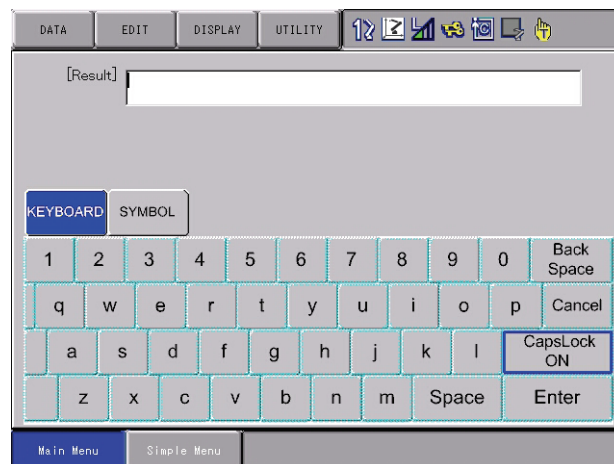 DATA EDIT DISPLAY UTILITY
[Result]
KEYBOARD SYMBOL
1 2 3 4 5 6 7 8 9 0 Back Space
q w e r t y u i o p Cancel
a s d f g h j k l CapsLock ON
z x c v b n m Space Enter
Main Menu Simple Menu